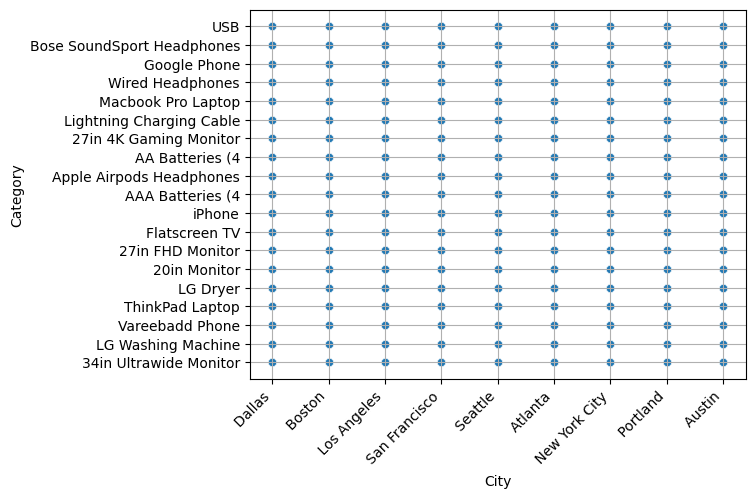 USB
Bose SoundSport Headphones
Google Phone
Wired Headphones
Macbook Pro Laptop
Lightning Charging Cable
27in 4K Gaming Monitor
AA Batteries (4
Apple Airpods Headphones
AAA Batteries (4
iPhone
Flatscreen TV
27in FHD Monitor
20in Monitor
LG Dryer
ThinkPad Laptop
Vareebadd Phone
LG Washing Machine
34in Ultrawide Monitor
Category
Dallas
Boston
Los Angeles
San Francisco
Seattle
Atlanta
New York City
Portland
Austin
City